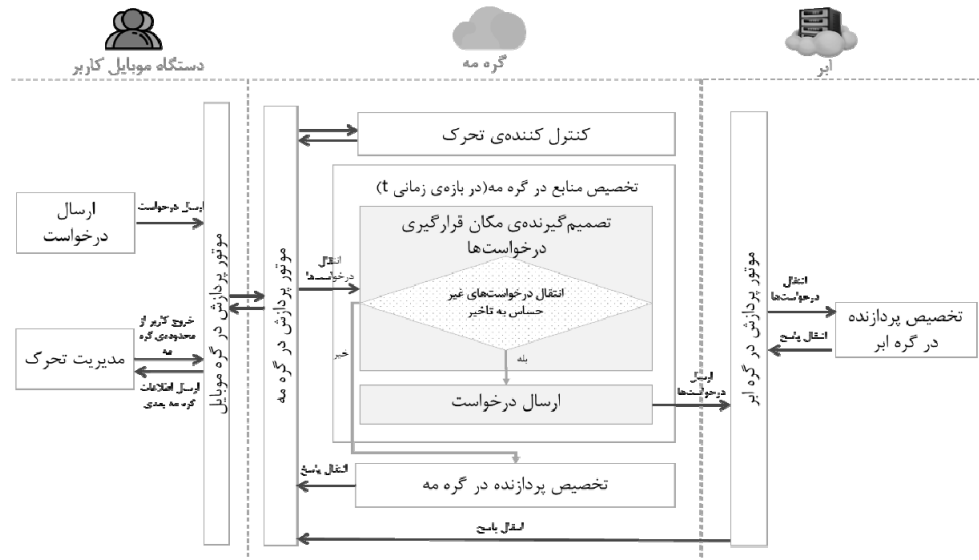 دستگاه موبایل کاربر
گره مه
ابر
کنترل کننده‌ی تحرک
تخصیص منابع در گره مه(در بازه‌ی زمانی t)
تصمیم‌گیرنده‌ی مکان قرارگیری
درخواست‌ها
انتقال درخواست‌های غیر
حساس به تاخیر
بله
خیر
ارسال درخواست
تخصیص پردازنده در گره مه
ارسال
درخواست
ارسال درخواست
مدیریت تحرک
خروج کاربر از
محدوده‌ی گره
مه
ارسال اطلاعات
گره مه بعدی
موتور پردازش در گره موبایل
موتور پردازش در گره مه
انتقال
درخواست‌ها
انتقال پاسخ
ارسال
درخواست‌ها
موتور پردازش در گره ابر
انتقال
درخواست‌ها
انتقال پاسخ
تخصیص پردازنده
در گره ابر
انتقال پاسخ